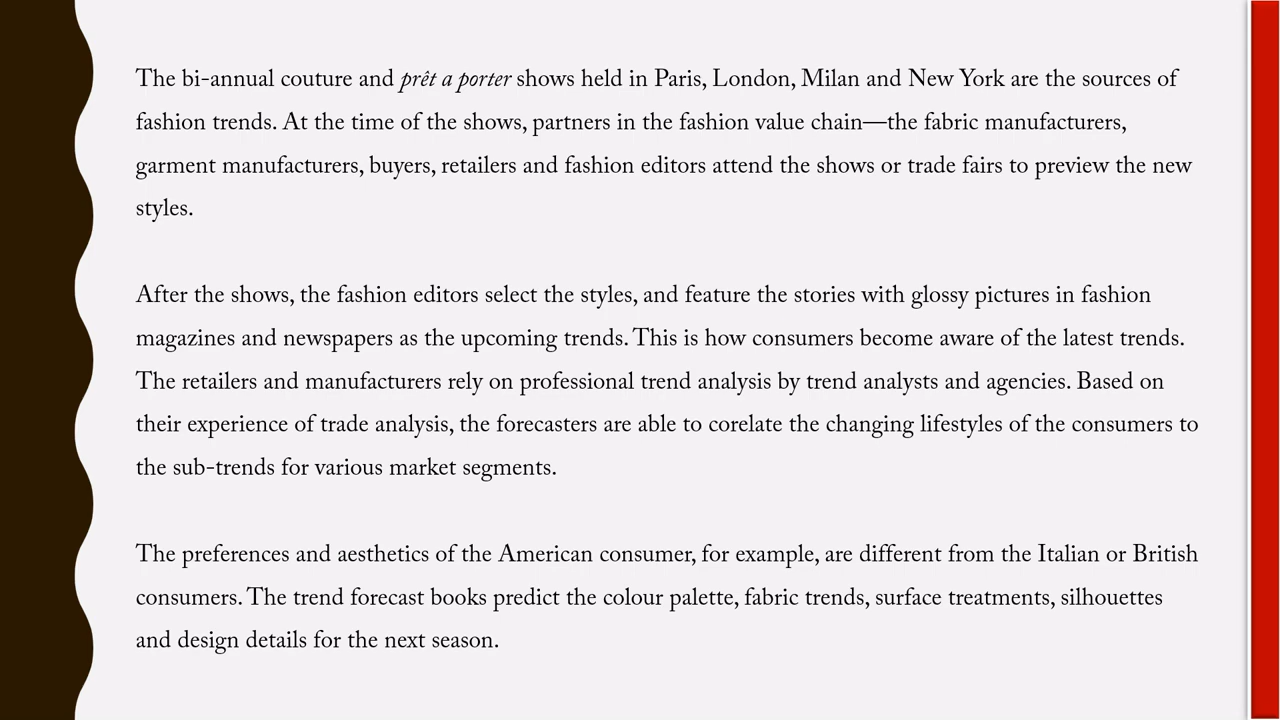 The bi-annual couture and prêt a porter shows held in Paris, London, Milan and New York are the sources of
fashion trends. At the time of the shows, partners in the fashion value chain—the fabric manufacturers,
garment manufacturers, buyers, retailers and fashion editors attend the shows or trade fairs to preview the new
styles.
After the shows, the fashion editors select the styles, and feature the stories with glossy pictures in fashion
magazines and newspapers as the upcoming trends. This is how consumers become aware of the latest trends.
The retailers and manufacturers rely on professional trend analysis by trend analysts and agencies. Based on
their experience of trade analysis, the forecasters are able to corelate the changing lifestyles of the consumers to
the sub-trends for various market segments.
The preferences and aesthetics of the American consumer, for example, are different from the Italian or British
consumers. The trend forecast books predict the colour palette, fabric trends, surface treatments, silhouettes
and design details for the next season.